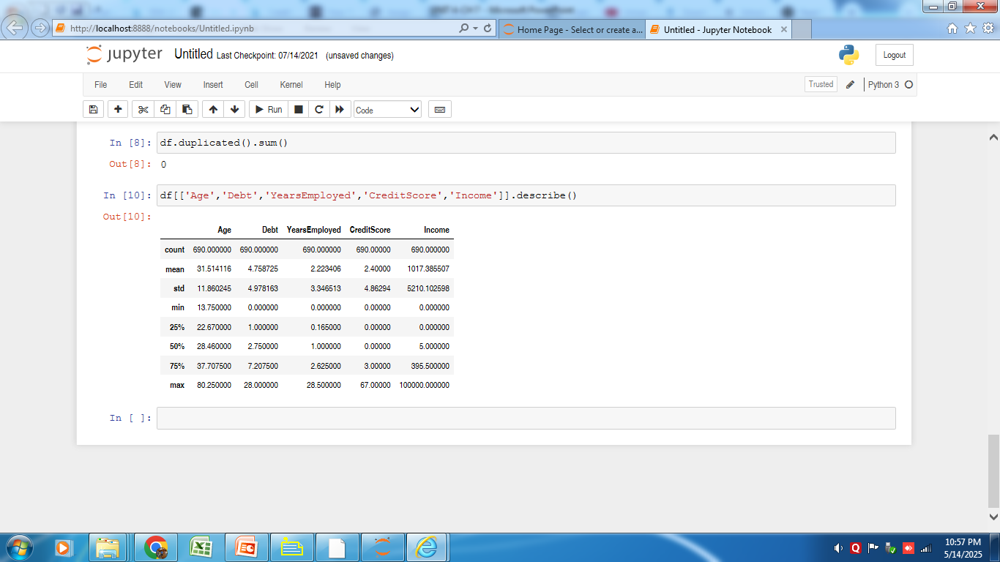 http://localhost:8888/notebooks/Untitled.ipynb
Home Page - Select or create a...
Untitled - Jupyter Notebook
jupyter Untitled Last Checkpoint: 07/14/2021 (unsaved changes)
Logout
File Edit View Insert Cell Kernel Help
Trusted
Python 3
Run
Code
In [8]: df.duplicated().sum()
Out[8]: 0
In [10]: df[['Age','Debt','YearsEmployed','CreditScore','Income']].describe()
Out[10]:
Age Debt YearsEmployed CreditScore Income
count 690.000000 690.000000 690.000000 690.00000 690.000000
mean 31.514116 4.758725 2.223406 2.40000 1017.385507
std 11.860245 4.978163 3.346513 4.86294 5210.102598
min 13.750000 0.000000 0.000000 0.00000 0.000000
25% 22.670000 1.000000 0.165000 0.00000 0.000000
50% 28.460000 2.750000 1.000000 0.00000 5.000000
75% 37.707500 7.207500 2.625000 3.00000 395.500000
max 80.250000 28.000000 28.500000 67.00000 100000.000000
In [ ]:
10:57 PM
5/14/2025